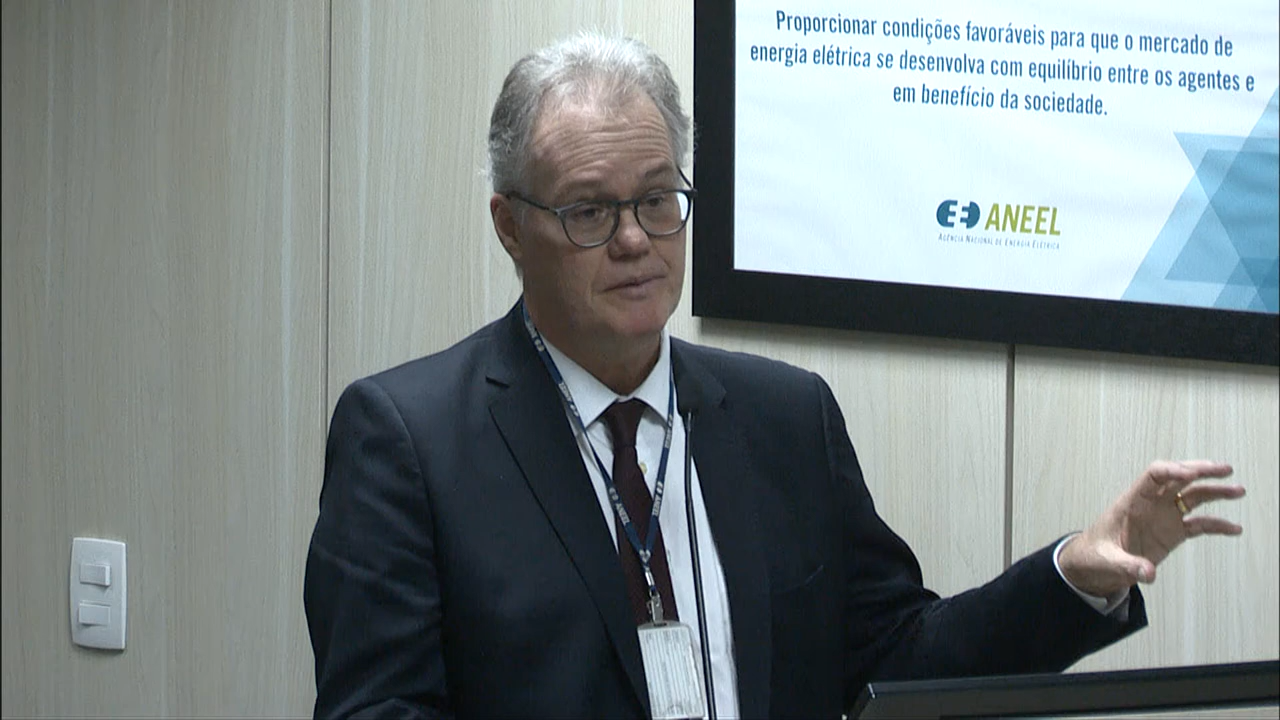 Proporcionar condições favoráveis para que o mercado de
energia elétrica se desenvolva com equilíbrio entre os agentes e
em benefício da sociedade.
ANEEL
AGÊNCIA NACIONAL DE ENERGIA ELÉTRICA
ANEEL